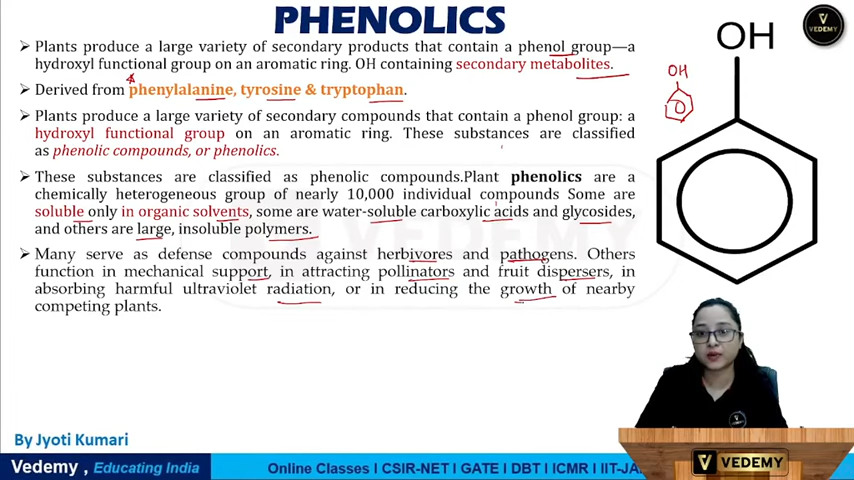 PHENOLICS
➢ Plants produce a large variety of secondary products that contain a phenol group—a
hydroxyl functional group on an aromatic ring. OH containing secondary metabolites.
➢ Derived from phenylalanine, tyrosine & tryptophan.
➢ Plants produce a large variety of secondary compounds that contain a phenol group: a
hydroxyl functional group on an aromatic ring. These substances are classified
as phenolic compounds, or phenolics.
➢ These substances are classified as phenolic compounds.Plant phenolics are a
chemically heterogeneous group of nearly 10,000 individual compounds Some are
soluble only in organic solvents, some are water-soluble carboxylic acids and glycosides,
and others are large, insoluble polymers.
➢ Many serve as defense compounds against herbivores and pathogens. Others
function in mechanical support, in attracting pollinators and fruit dispersers, in
absorbing harmful ultraviolet radiation, or in reducing the growth of nearby
competing plants.
OH
OH
VEDEMY
V
VEDEMY
By Jyoti Kumari
V VEDEMY
Vedemy , Educating India
Online Classes I CSIR-NET I GATE I DBT I ICMR I IIT-JA